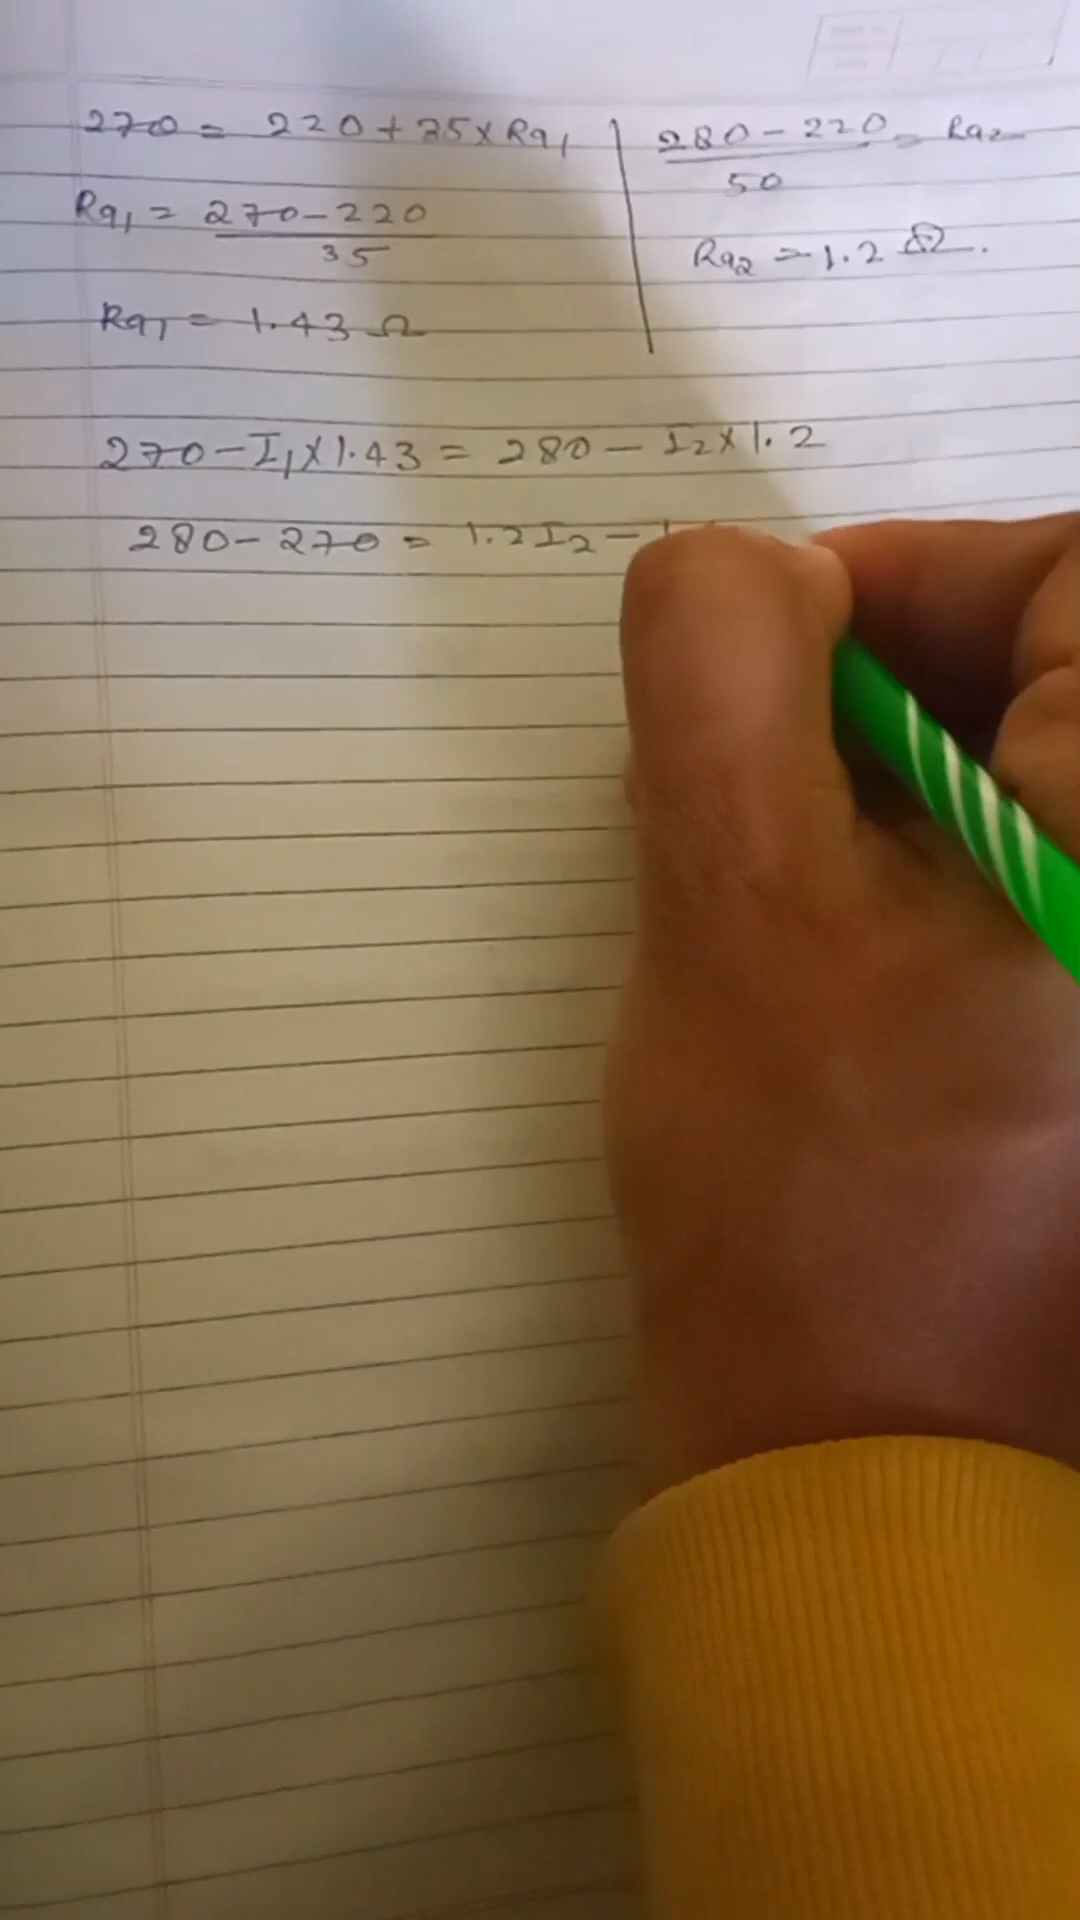 270 = 220 + 35 x Ra1
Ra1 = 270 - 220
35
Ra1 = 1.43 Ω
280 - 220 = Ra2
50
Ra2 = 1.2 Ω.
270 - I1 x 1.43 = 280 - I2 x 1.2
280 - 270 = 1.2 I2 -